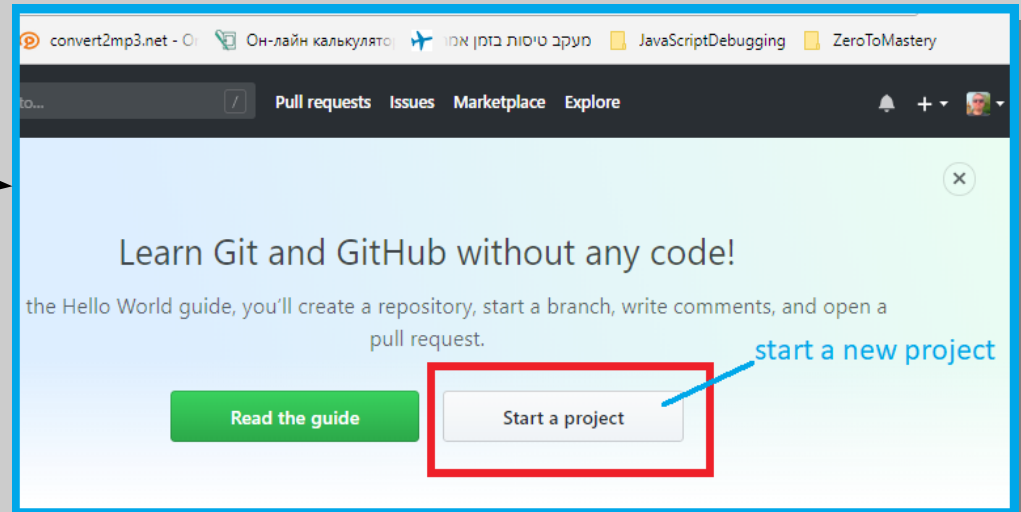 convert2mp3.net - O
Он-лайн калькулято
מעקב טיסות בזמן אמ
JavaScriptDebugging
ZeroToMastery
to...
/
Pull requests
Issues
Marketplace
Explore
Learn Git and GitHub without any code!
the Hello World guide, you’ll create a repository, start a branch, write comments, and open a
pull request.
start a new project
Read the guide
Start a project